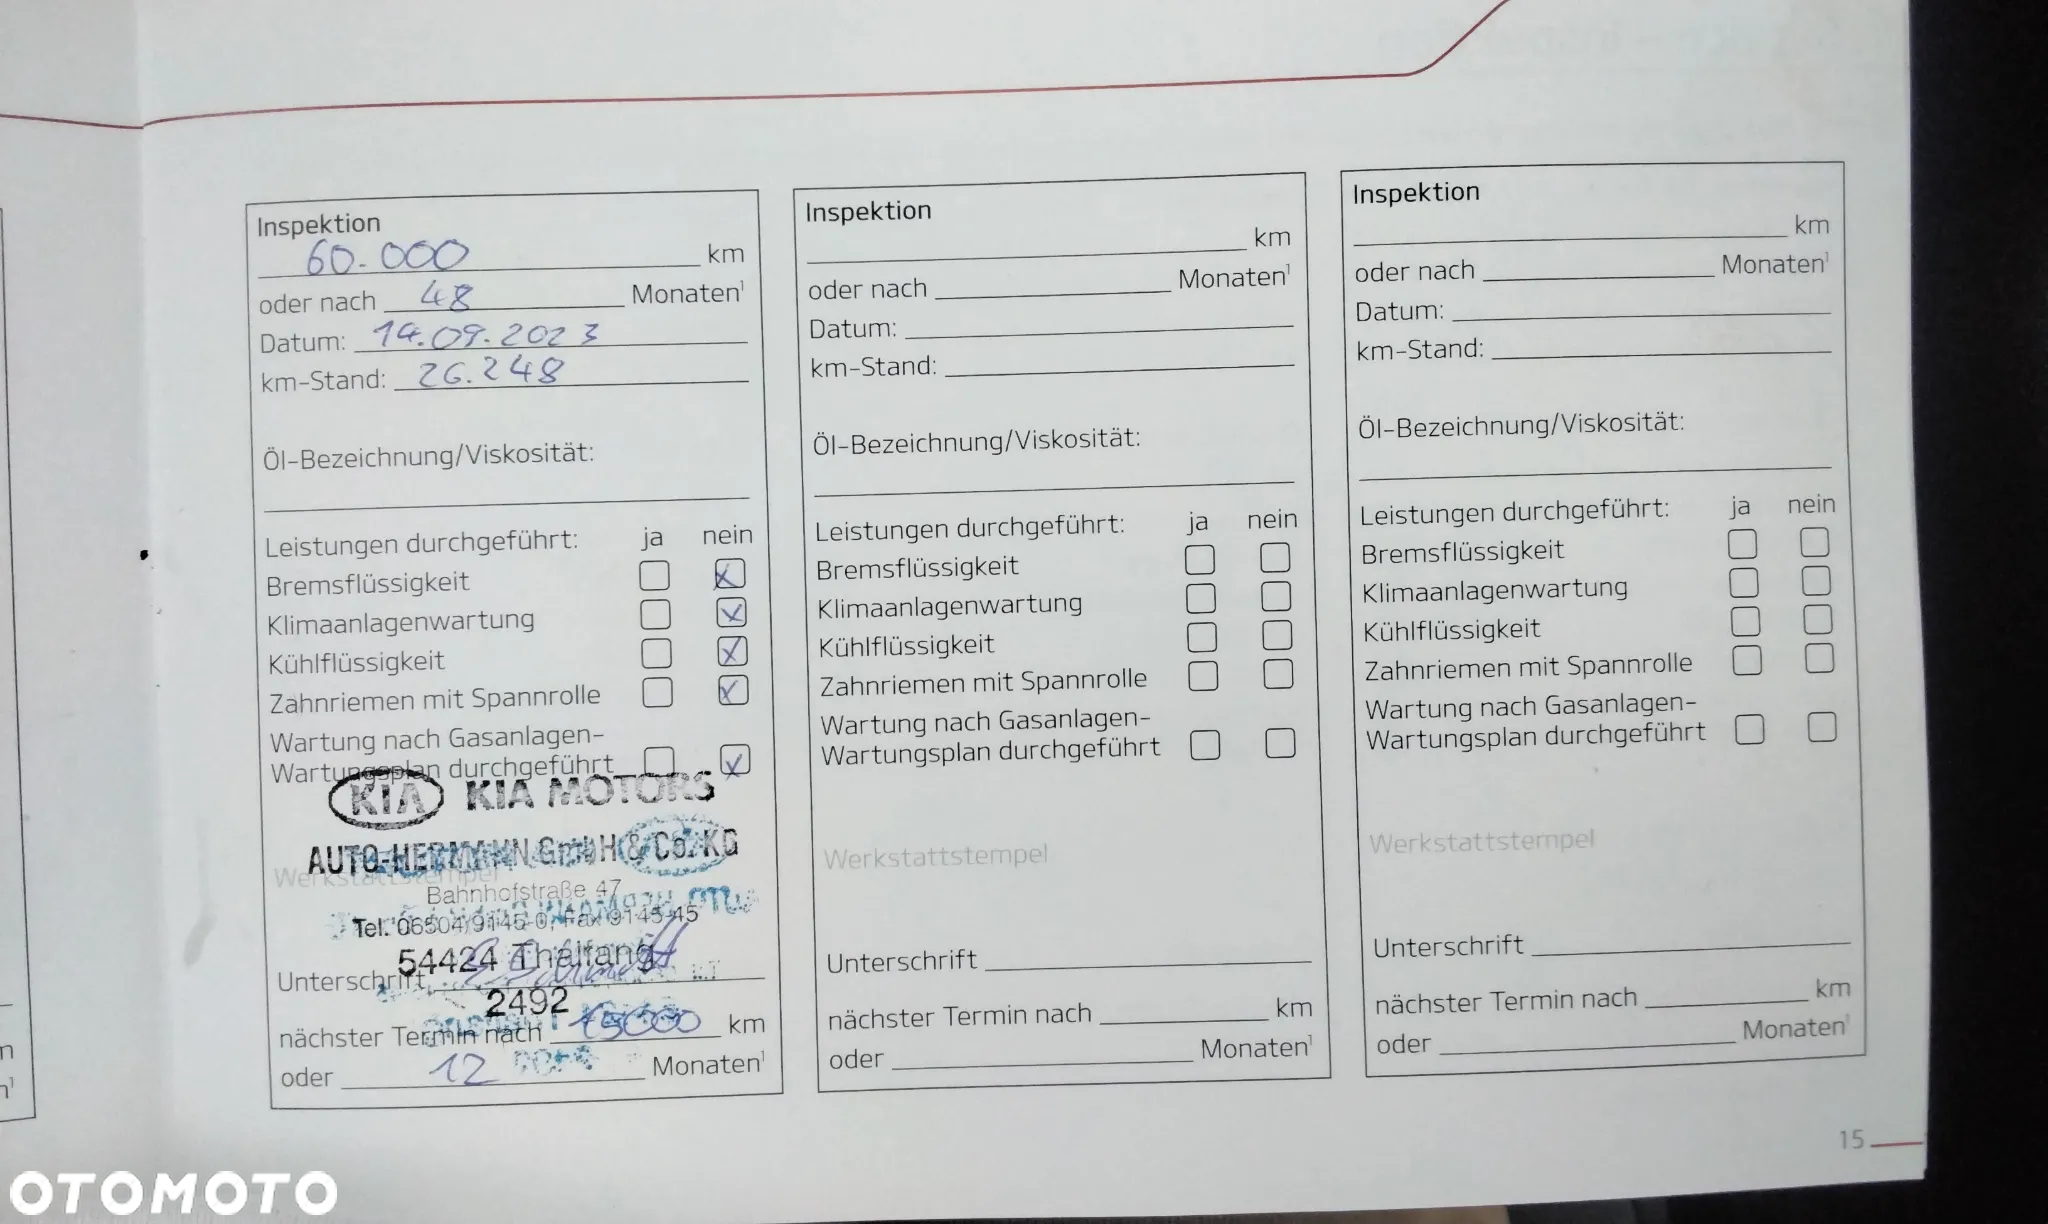 Inspektion
60.000 km
oder nach 48 Monaten¹
Datum: 14.09.2023
km-Stand: 26.248
Öl-Bezeichnung/Viskosität:
Leistungen durchgeführt: ja nein
Bremsflüssigkeit
Klimaanlagenwartung
Kühlflüssigkeit
Zahnriemen mit Spannrolle
Wartung nach Gasanlagen-
Wartungsplan durchgeführt
KIA KIA MOTORS
AUTO-HERMANN GmbH & Co. KG
Werkstattstempel
Bahnhofstraße 47
Tel. 06504/9145-0, Fax 9145-45
54424 Thalfang
Unterschrift
2492
nächster Termin nach 15000 km
oder 12 Monaten¹
Inspektion
km
oder nach Monaten¹
Datum:
km-Stand:
Öl-Bezeichnung/Viskosität:
Leistungen durchgeführt: ja nein
Bremsflüssigkeit
Klimaanlagenwartung
Kühlflüssigkeit
Zahnriemen mit Spannrolle
Wartung nach Gasanlagen-
Wartungsplan durchgeführt
Werkstattstempel
Unterschrift
nächster Termin nach km
oder Monaten¹
Inspektion
km
oder nach Monaten¹
Datum:
km-Stand:
Öl-Bezeichnung/Viskosität:
Leistungen durchgeführt: ja nein
Bremsflüssigkeit
Klimaanlagenwartung
Kühlflüssigkeit
Zahnriemen mit Spannrolle
Wartung nach Gasanlagen-
Wartungsplan durchgeführt
Werkstattstempel
Unterschrift
nächster Termin nach km
oder Monaten¹
15
OTOMOTO